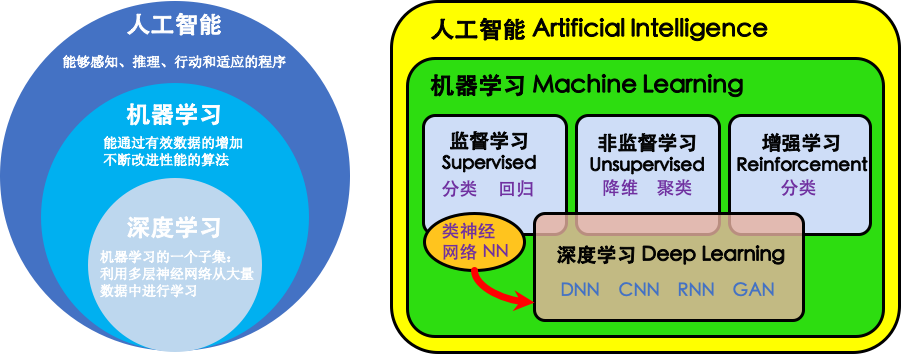 人工智能
能够感知、推理、行动和适应的程序
机器学习
能通过有效数据的增加
不断改进性能的算法
深度学习
机器学习的一个子集：
利用多层神经网络从大量
数据中进行学习
人工智能 Artificial Intelligence
机器学习 Machine Learning
监督学习
Supervised
分类 回归
非监督学习
Unsupervised
降维 聚类
增强学习
Reinforcement
分类
类神经
网络 NN
深度学习 Deep Learning
DNN CNN RNN GAN